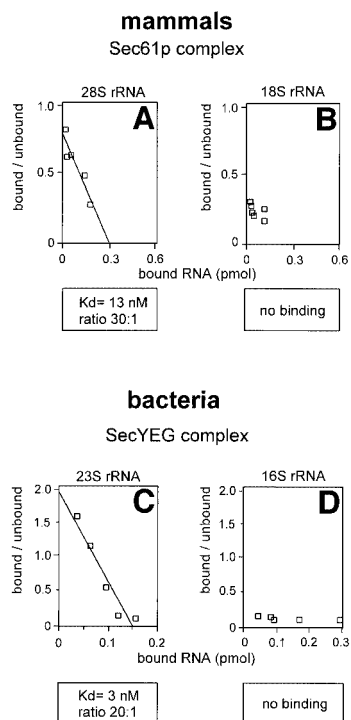 mammals
Sec61p complex
28S rRNA
18S rRNA
A
B
bound / unbound
1.0
0.5
0
bound / unbound
1.0
0.5
0
0 0.3 0.6
0 0.3 0.6
bound RNA (pmol)
Kd= 13 nM
ratio 30:1
no binding
bacteria
SecYEG complex
23S rRNA
16S rRNA
C
D
bound / unbound
2.0
1.5
1.0
0.5
0
bound / unbound
2.0
1.5
1.0
0.5
0
0 0.1 0.2
0 0.1 0.2 0.3
bound RNA (pmol)
Kd= 3 nM
ratio 20:1
no binding